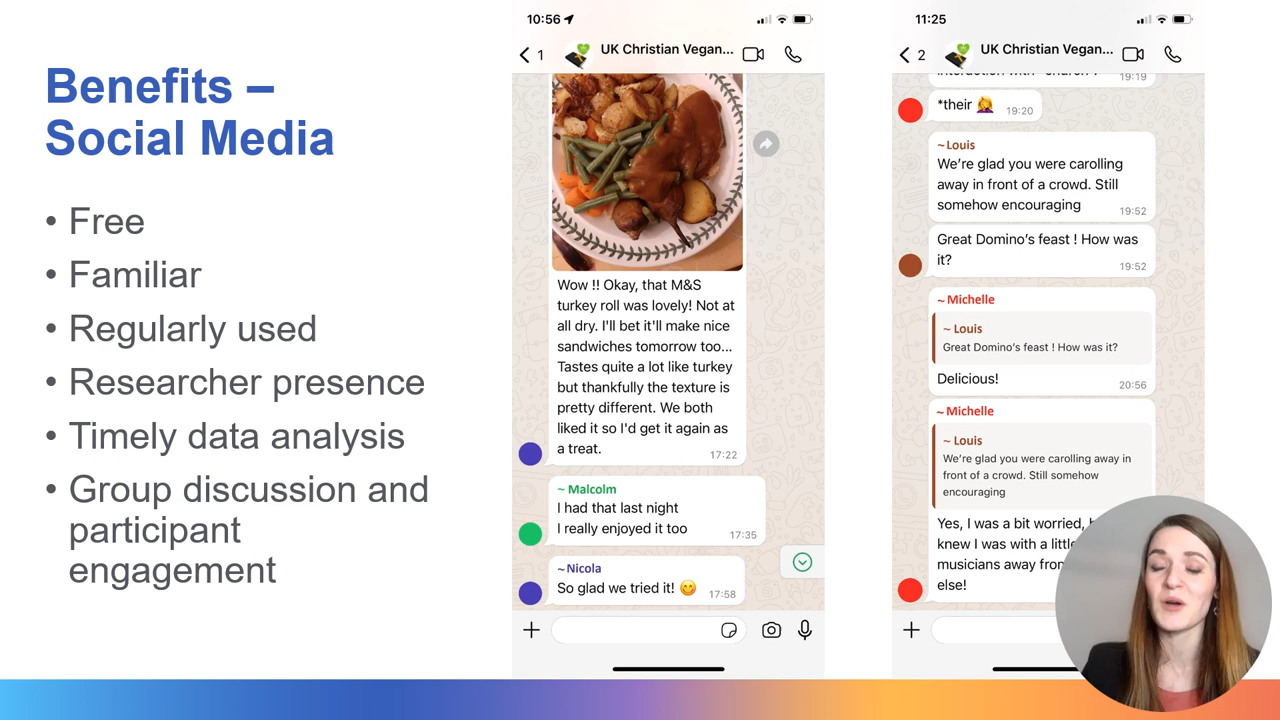 Benefits –
Social Media
• Free
• Familiar
• Regularly used
• Researcher presence
• Timely data analysis
• Group discussion and
participant
engagement
10:56
1
UK Christian Vegan...
Wow !! Okay, that M&S
turkey roll was lovely! Not at
all dry. I'll bet it'll make nice
sandwiches tomorrow too...
Tastes quite a lot like turkey
but thankfully the texture is
pretty different. We both
liked it so I'd get it again as
a treat.
17:22
~ Malcolm
I had that last night
I really enjoyed it too
17:35
~Nicola
So glad we tried it! 😋
17:58
11:25
2
UK Christian Vegan...
19:19
*their 🤦‍♀️
19:20
~Louis
We're glad you were carolling
away in front of a crowd. Still
somehow encouraging
19:52
Great Domino's feast ! How was
it?
19:52
~ Michelle
~ Louis
Great Domino's feast ! How was it?
Delicious!
20:56
~ Michelle
~ Louis
We're glad you were carolling away in
front of a crowd. Still somehow
encouraging
Yes, I was a bit worried,
knew I was with a little
musicians away
else!